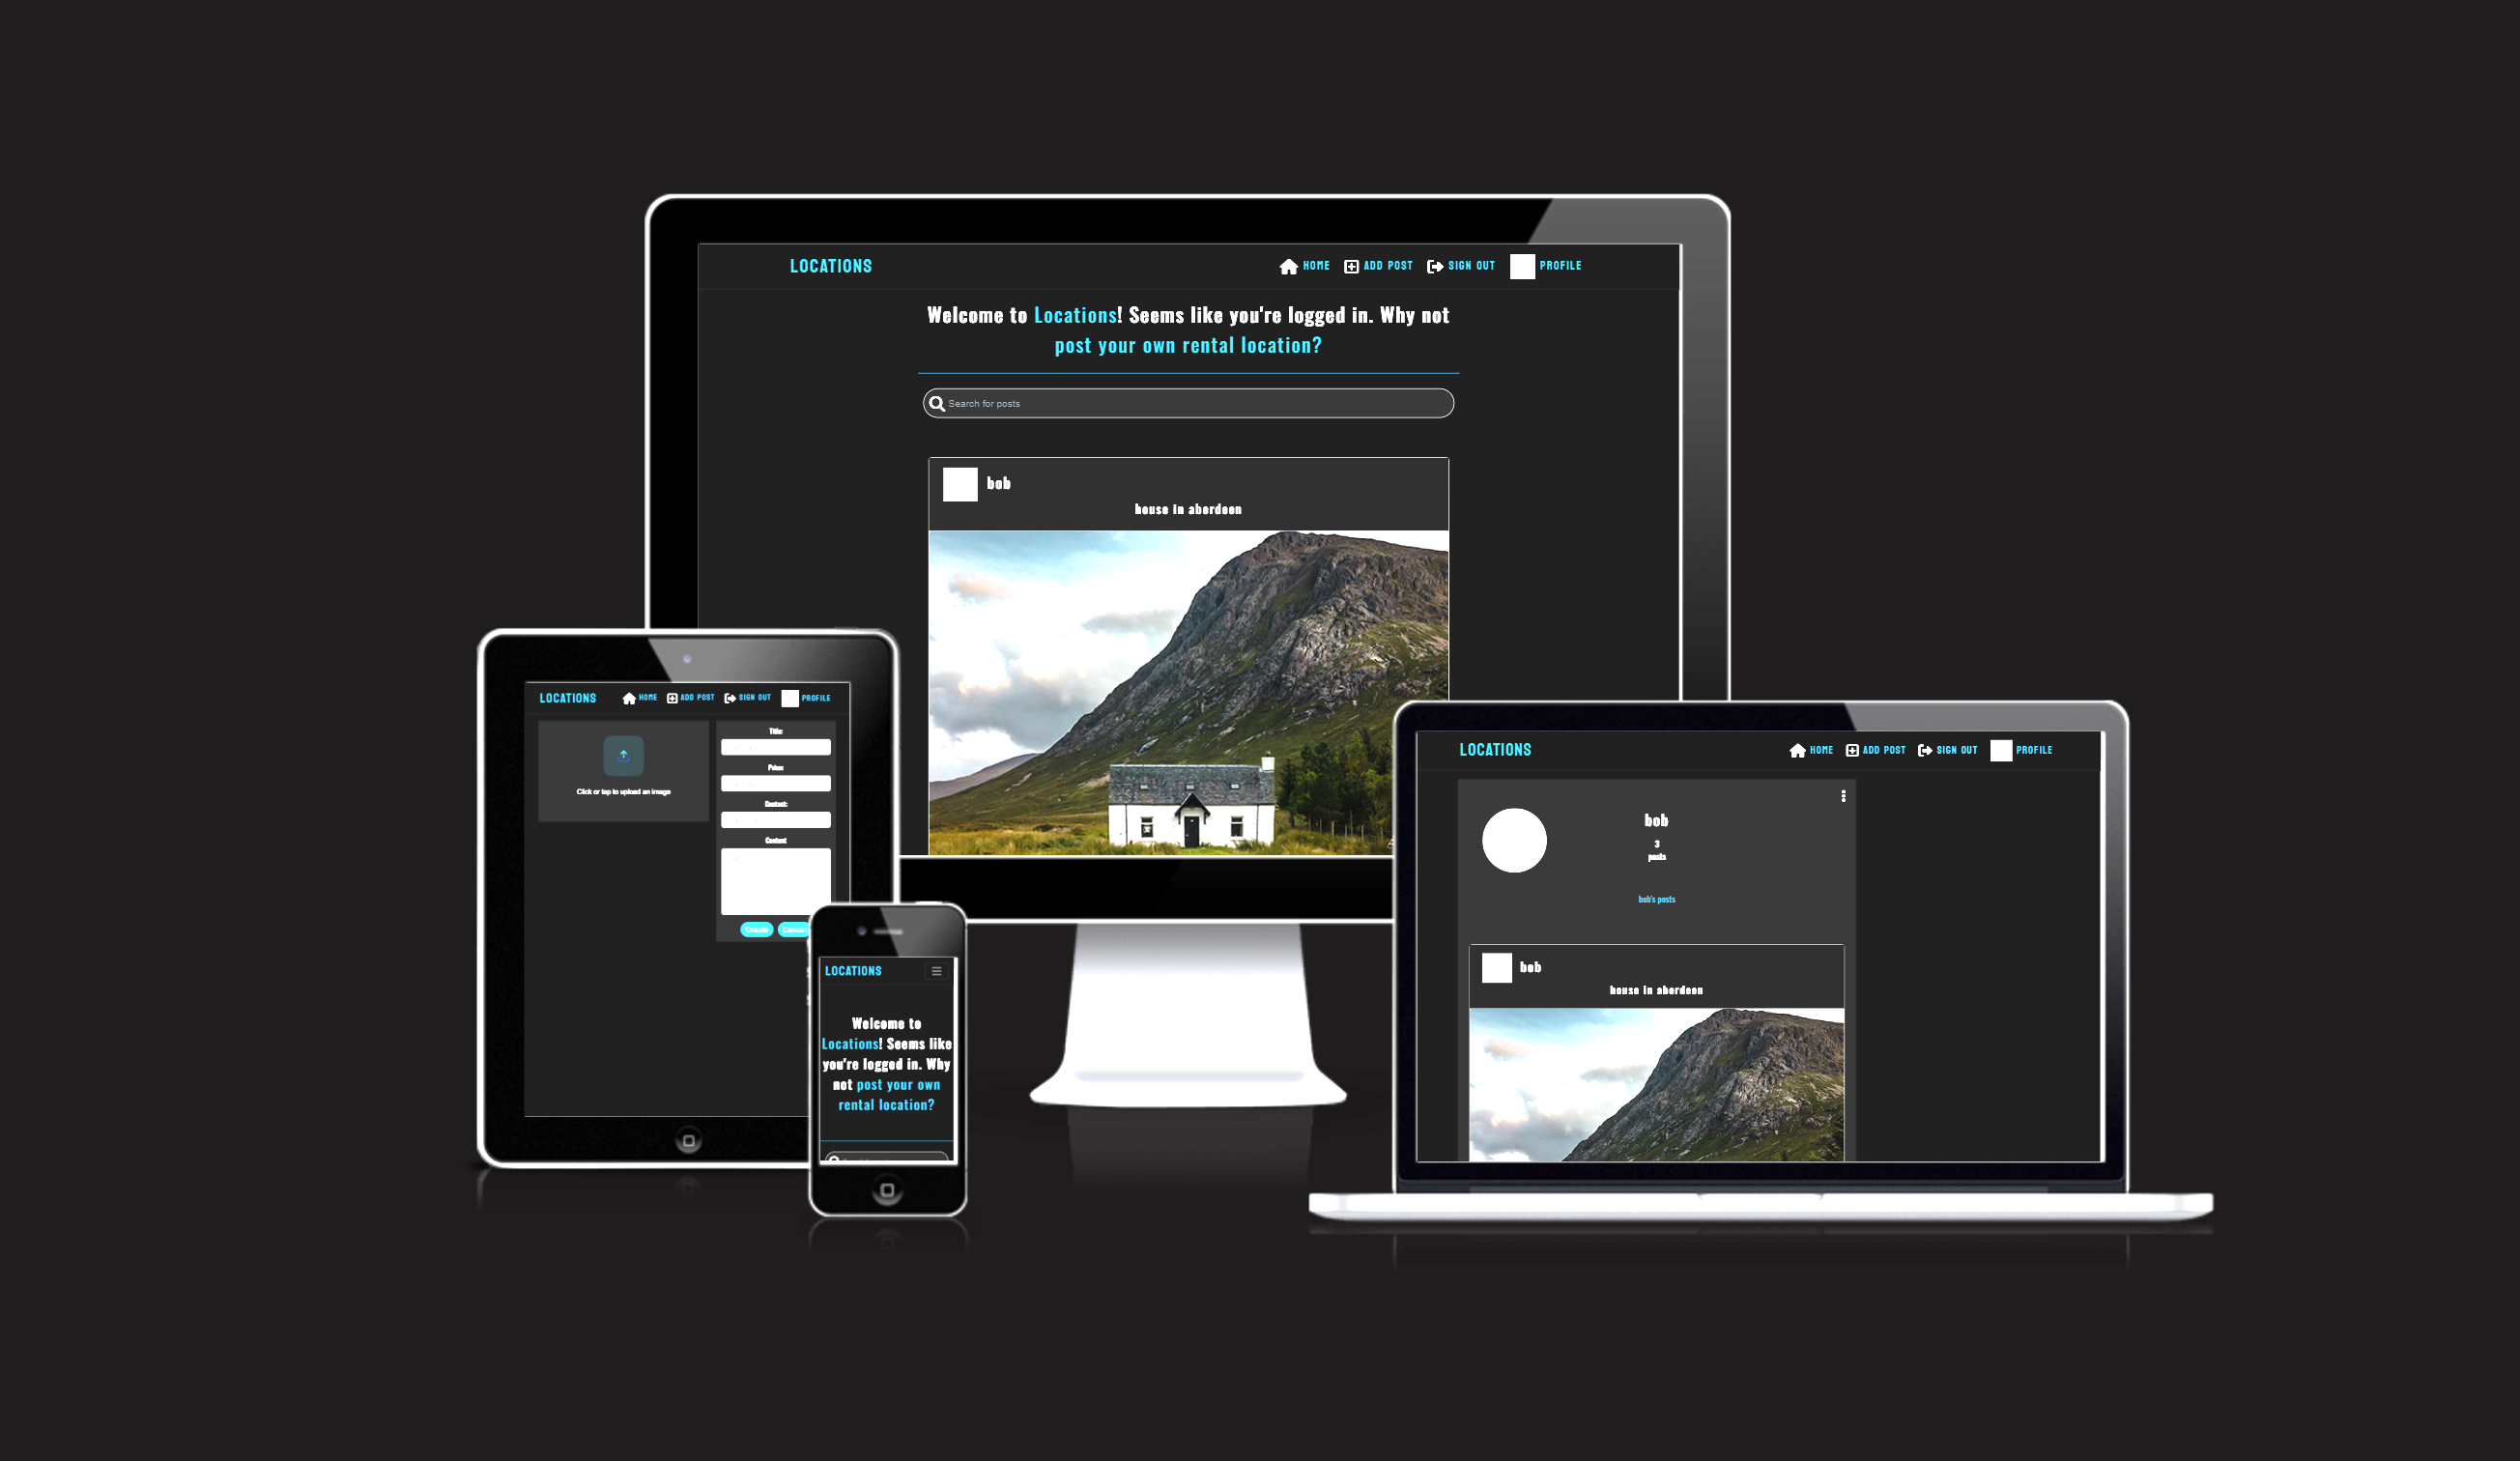 LOCATIONS
HOME ADD POST SIGN OUT PROFILE
Welcome to Locations! Seems like you're logged in. Why not
post your own rental location?
Search for posts
bob
house in aberdeen
LOCATIONS
HOME ADD POST SIGN OUT PROFILE
Click or tap to upload an image
Title:
Price:
Contact:
Content
Create
LOCATIONS
Welcome to
Locations! Seems like
you're logged in. Why
not post your own
rental location?
LOCATIONS
HOME ADD POST SIGN OUT PROFILE
bob
3
posts
bob's posts
bob
house in aberdeen